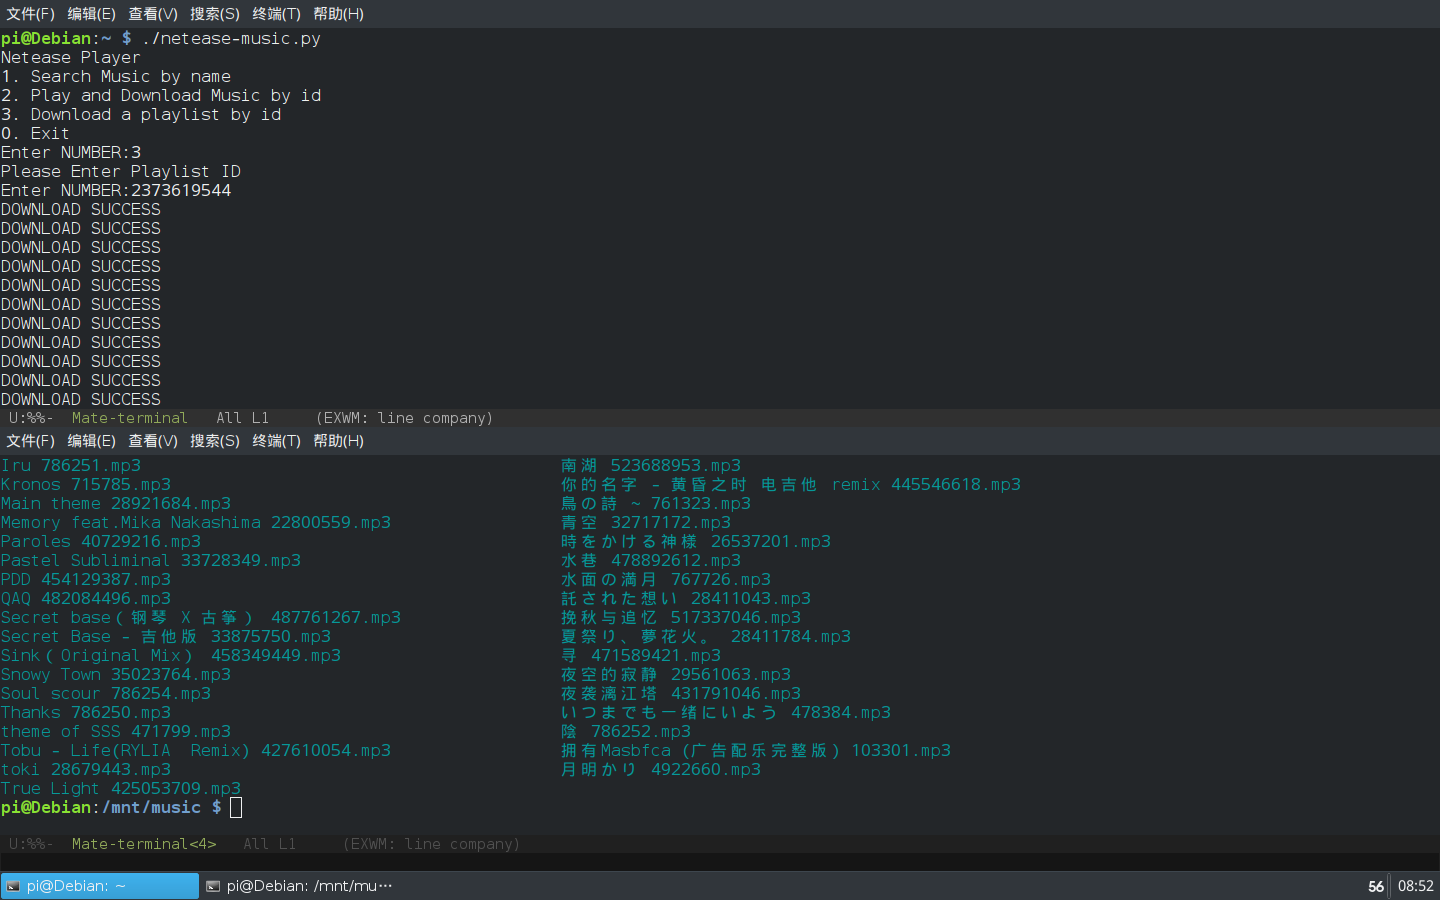 文件(F) 编辑(E) 查看(V) 搜索(S) 终端(T) 帮助(H)
pi@Debian:~ $ ./netease-music.py
Netease Player
1. Search Music by name
2. Play and Download Music by id
3. Download a playlist by id
0. Exit
Enter NUMBER:3
Please Enter Playlist ID
Enter NUMBER:2373619544
DOWNLOAD SUCCESS
DOWNLOAD SUCCESS
DOWNLOAD SUCCESS
DOWNLOAD SUCCESS
DOWNLOAD SUCCESS
DOWNLOAD SUCCESS
DOWNLOAD SUCCESS
DOWNLOAD SUCCESS
DOWNLOAD SUCCESS
DOWNLOAD SUCCESS
DOWNLOAD SUCCESS
U:%%- Mate-terminal All L1 (EXWM: line company)
文件(F) 编辑(E) 查看(V) 搜索(S) 终端(T) 帮助(H)
Iru 786251.mp3 南湖 523688953.mp3
Kronos 715785.mp3 你的名字 - 黄昏之时 电吉他 remix 445546618.mp3
Main theme 28921684.mp3 鳥の詩 ~ 761323.mp3
Memory feat.Mika Nakashima 22800559.mp3 青空 32717172.mp3
Paroles 40729216.mp3 時をかける神様 26537201.mp3
Pastel Subliminal 33728349.mp3 水巷 478892612.mp3
PDD 454129387.mp3 水面の満月 767726.mp3
QAQ 482084496.mp3 託された想い 28411043.mp3
Secret base（钢琴 X 古筝） 487761267.mp3 挽秋与追忆 517337046.mp3
Secret Base - 吉他版 33875750.mp3 夏祭り、夢花火。 28411784.mp3
Sink（Original Mix） 458349449.mp3 寻 471589421.mp3
Snowy Town 35023764.mp3 夜空的寂静 29561063.mp3
Soul scour 786254.mp3 夜袭漓江塔 431791046.mp3
Thanks 786250.mp3 いつまでも一緒にいよう 478384.mp3
theme of SSS 471799.mp3 陰 786252.mp3
Tobu - Life(RYLIA  Remix) 427610054.mp3 拥有Masbfca (广告配乐完整版) 103301.mp3
toki 28679443.mp3 月明かり 4922660.mp3
True Light 425053709.mp3
pi@Debian:/mnt/music $
U:%%- Mate-terminal<4> All L1 (EXWM: line company)
pi@Debian: ~ pi@Debian: /mnt/mu… 56 08:52